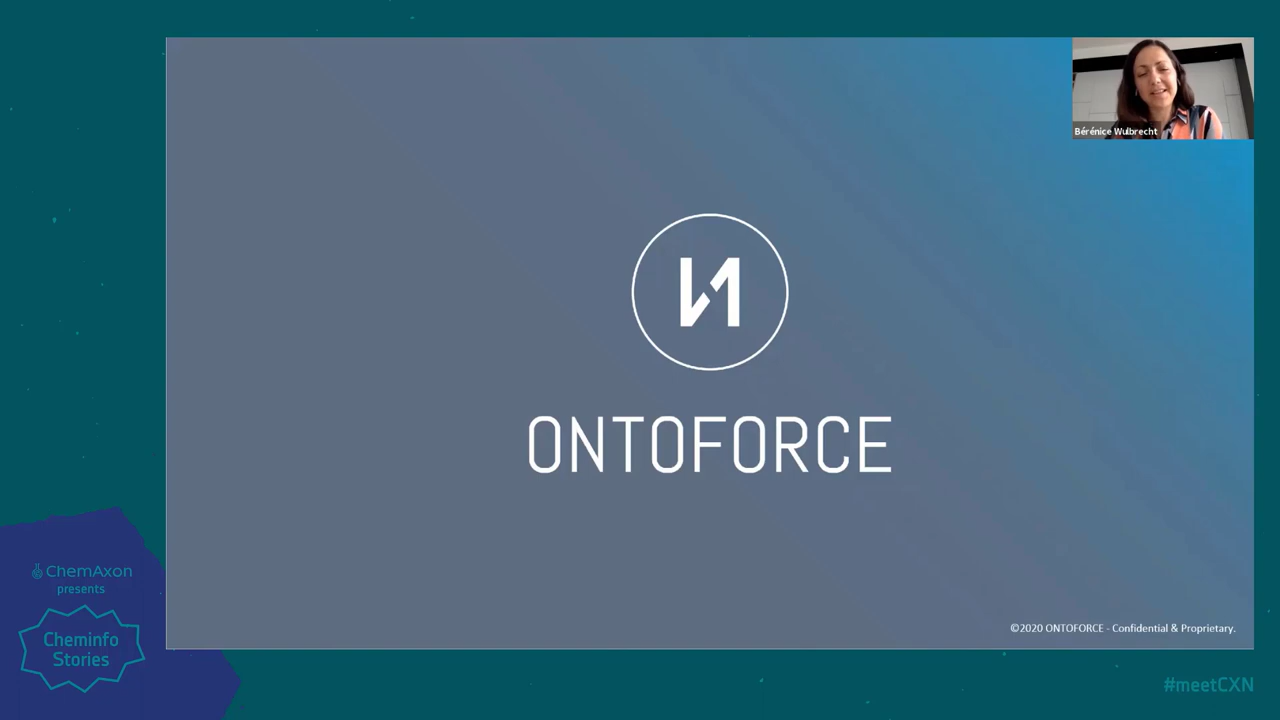 Bérénice Wulbrecht
ONTOFORCE
©2020 ONTOFORCE - Confidential & Proprietary.
ChemAxon
presents
Cheminfo
Stories
#meetCXN